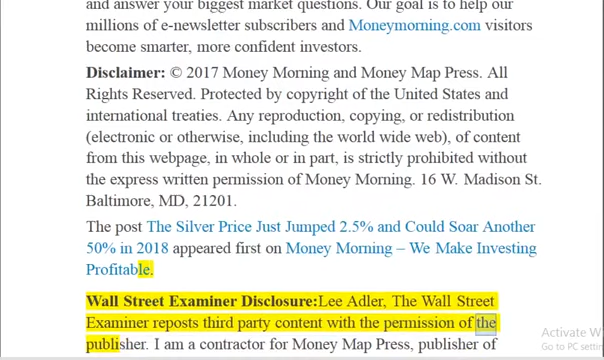 and answer your biggest market questions. Our goal is to help our
millions of e-newsletter subscribers and Moneymorning.com visitors
become smarter, more confident investors.
Disclaimer: © 2017 Money Morning and Money Map Press. All
Rights Reserved. Protected by copyright of the United States and
international treaties. Any reproduction, copying, or redistribution
(electronic or otherwise, including the world wide web), of content
from this webpage, in whole or in part, is strictly prohibited without
the express written permission of Money Morning. 16 W. Madison St.
Baltimore, MD, 21201.
The post The Silver Price Just Jumped 2.5% and Could Soar Another
50% in 2018 appeared first on Money Morning – We Make Investing
Profitable.
Wall Street Examiner Disclosure:Lee Adler, The Wall Street
Examiner reposts third party content with the permission of the
publisher. I am a contractor for Money Map Press, publisher of
Activate W
Go to PC settin